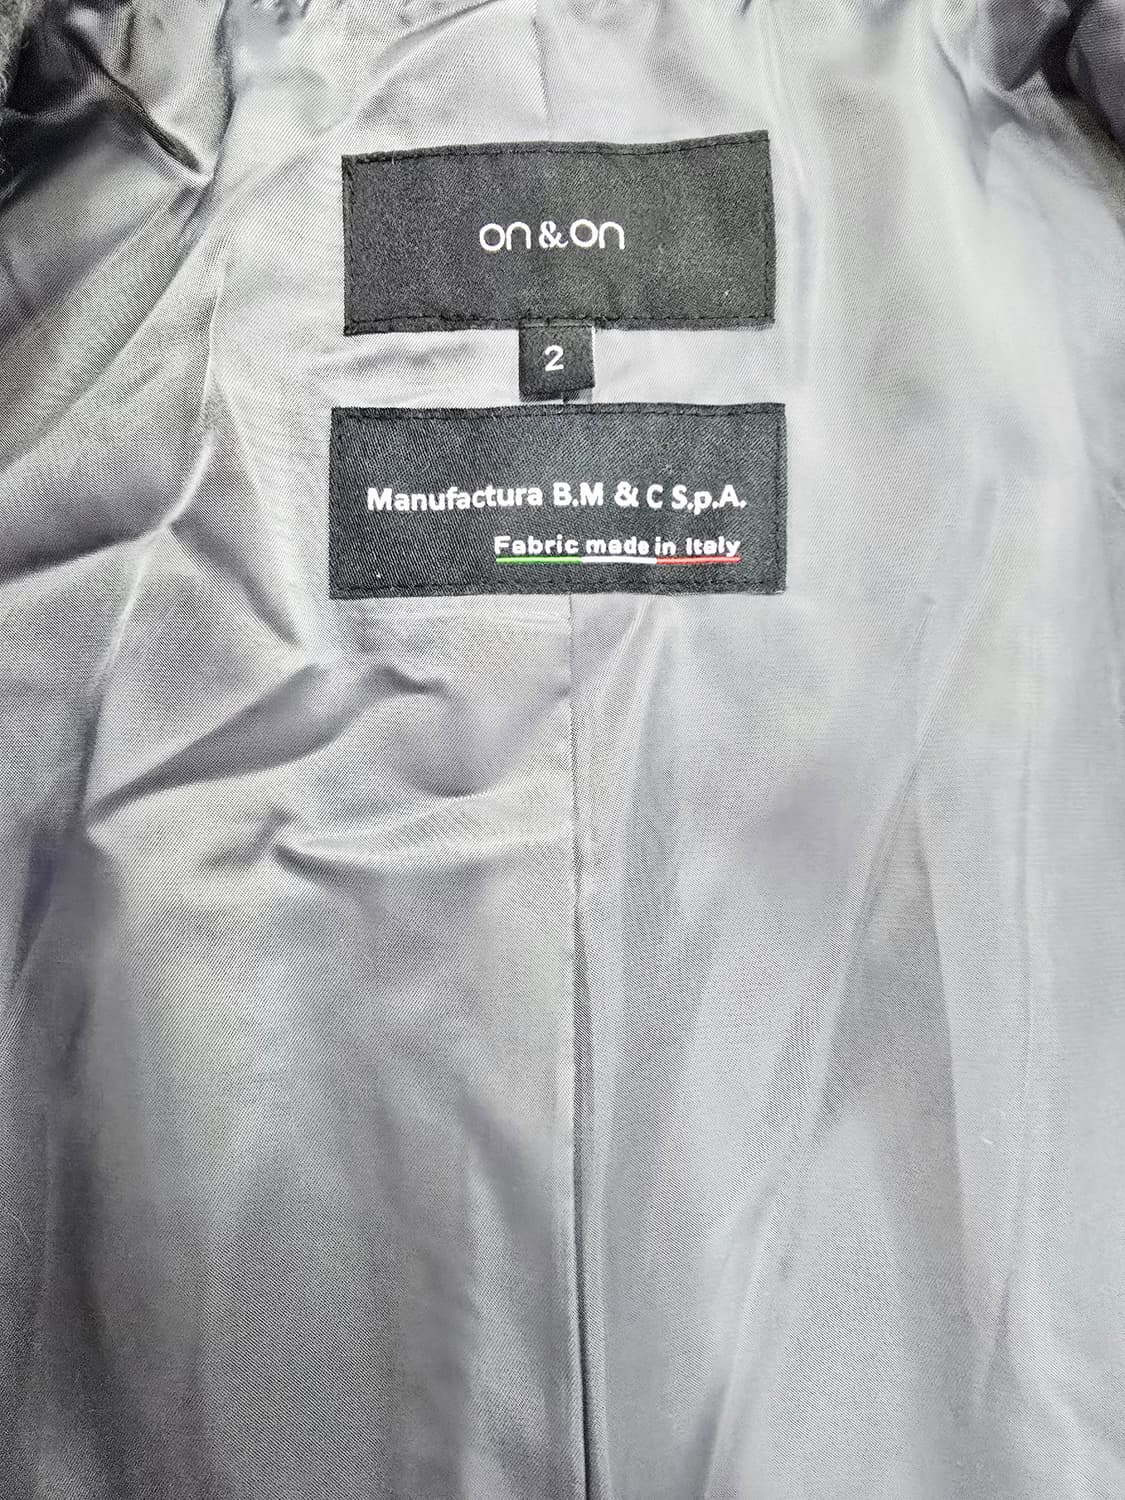 on&on
2
Manufactura B.M & C S.p.A.
Fabric made in Italy